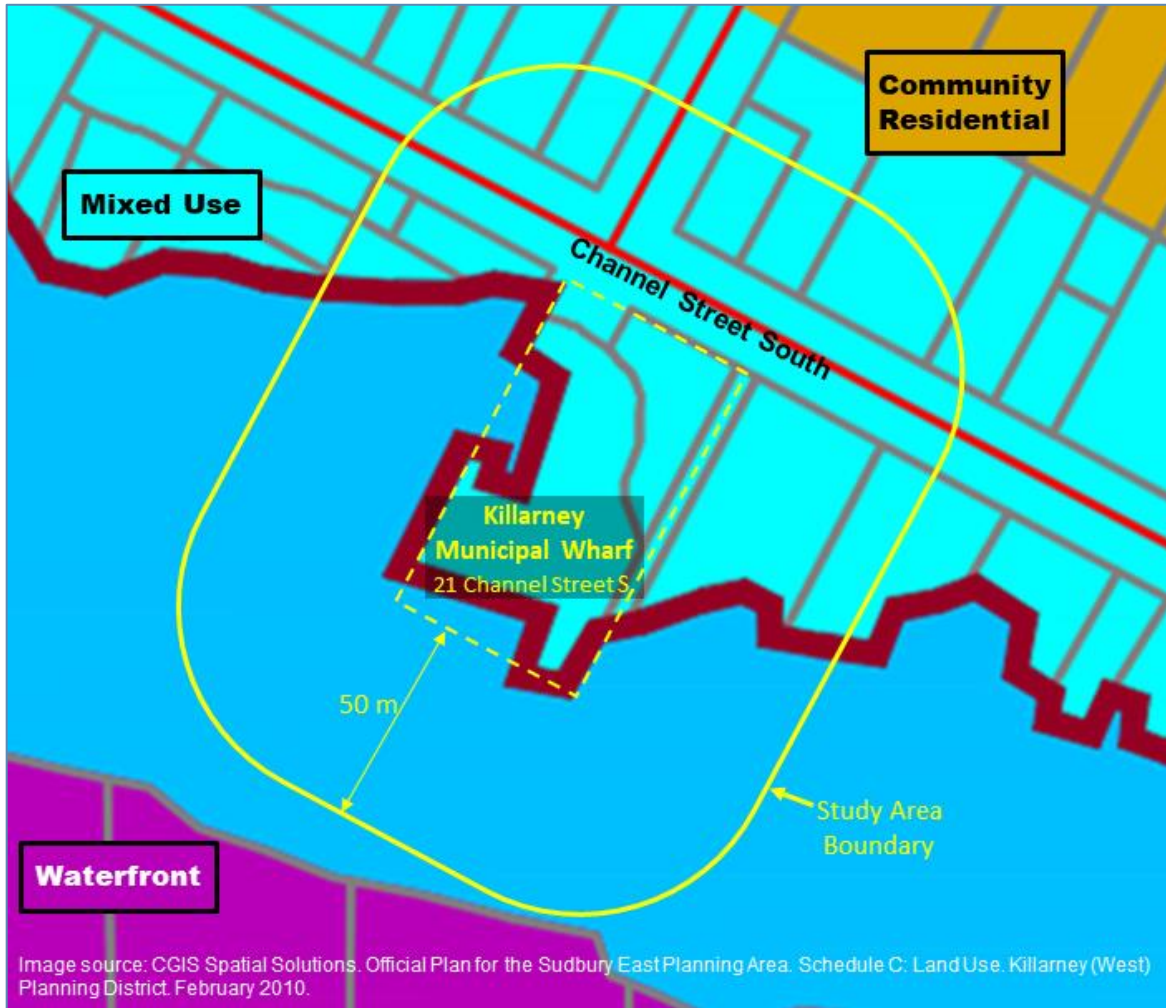 Community
Residential
Mixed Use
Channel Street South
Killarney
Municipal Wharf
21 Channel Street S.
50 m
Study Area
Boundary
Waterfront
Image source: CGIS Spatial Solutions. Official Plan for the Sudbury East Planning Area. Schedule C: Land Use. Killarney (West)
Planning District. February 2010.